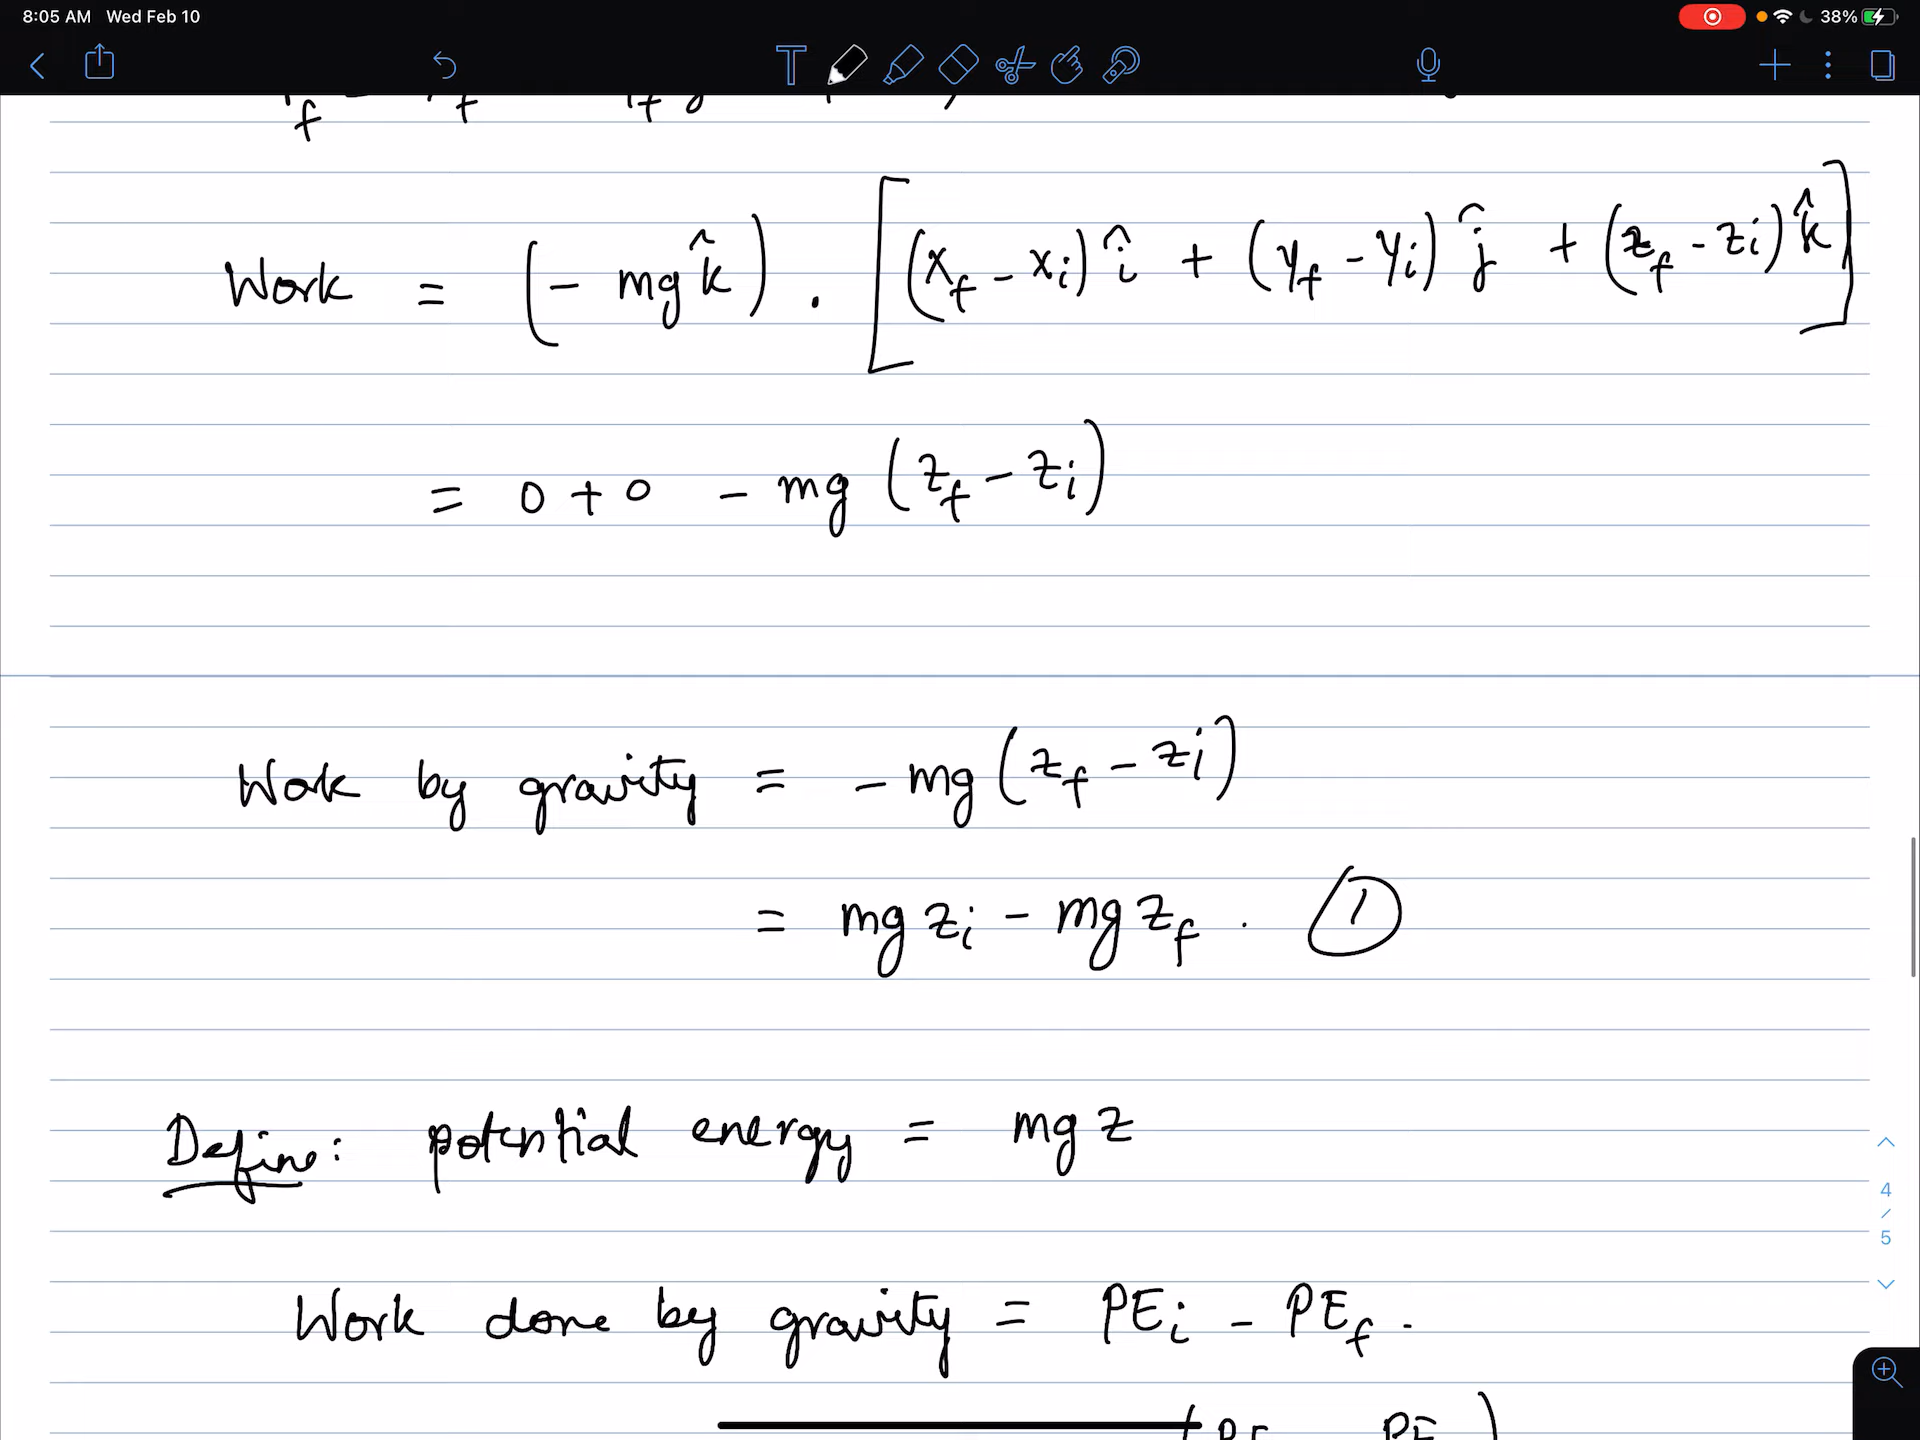 8:05 AM Wed Feb 10
38%
Work = (- mg k̂) . [(x_f - x_i) î + (y_f - y_i) ĵ + (z_f - z_i) k̂]
= 0 + 0 - mg (z_f - z_i)
Work by gravity = - mg (z_f - z_i)
= mg z_i - mg z_f . ①
Define: potential energy = mg z
4
/
5
Work done by gravity = PE_i - PE_f .